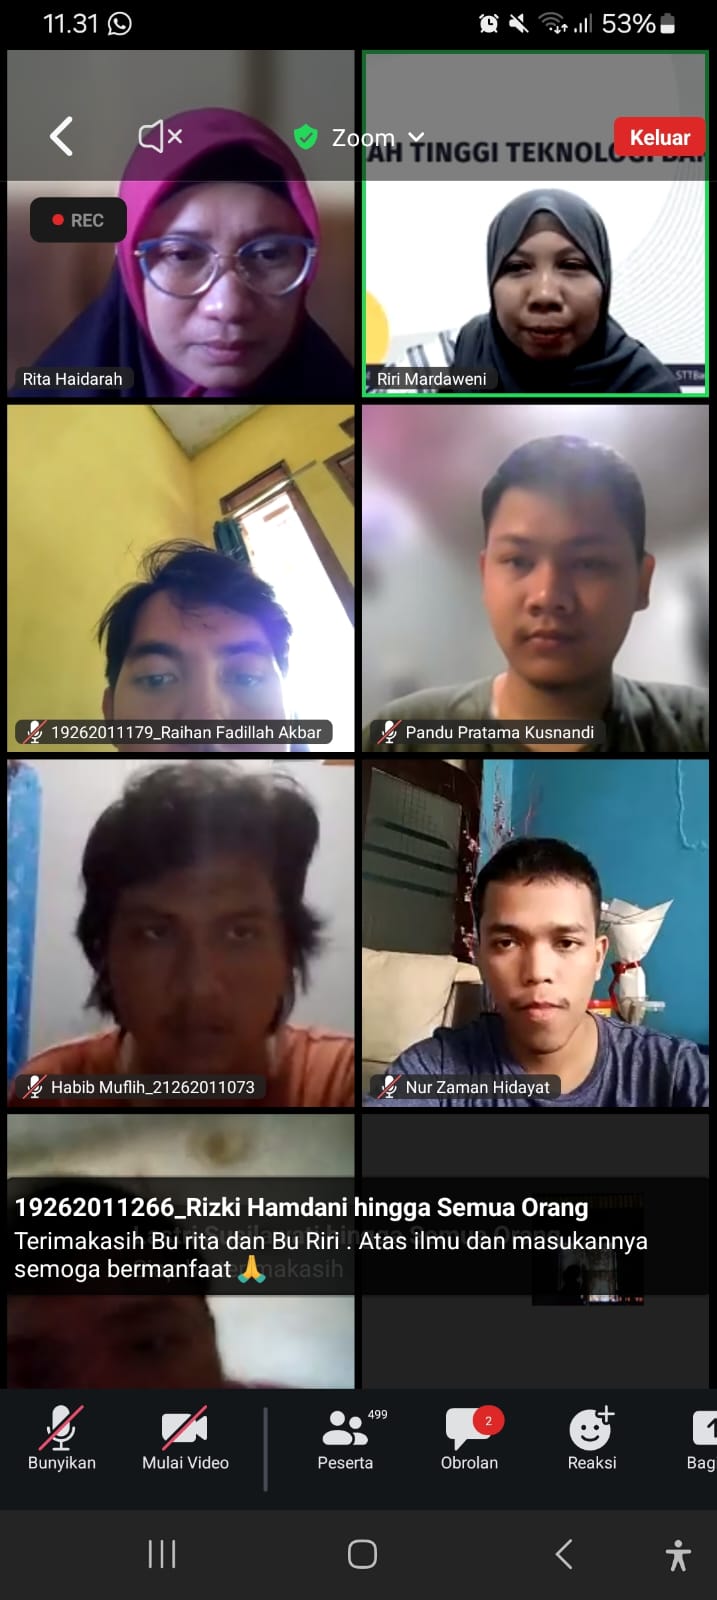 11.31
53%
Zoom
Keluar
AH TINGGI TEKNOLOGI BA
REC
Rita Haidarah
Riri Mardaweni
19262011179_Raihan Fadillah Akbar
Pandu Pratama Kusnandi
Habib Muflih_21262011073
Nur Zaman Hidayat
19262011266_Rizki Hamdani hingga Semua Orang
Terimakasih Bu rita dan Bu Riri . Atas ilmu dan masukannya
semoga bermanfaat🙏
499
2
Bunyikan
Mulai Video
Peserta
Obrolan
Reaksi
Bag